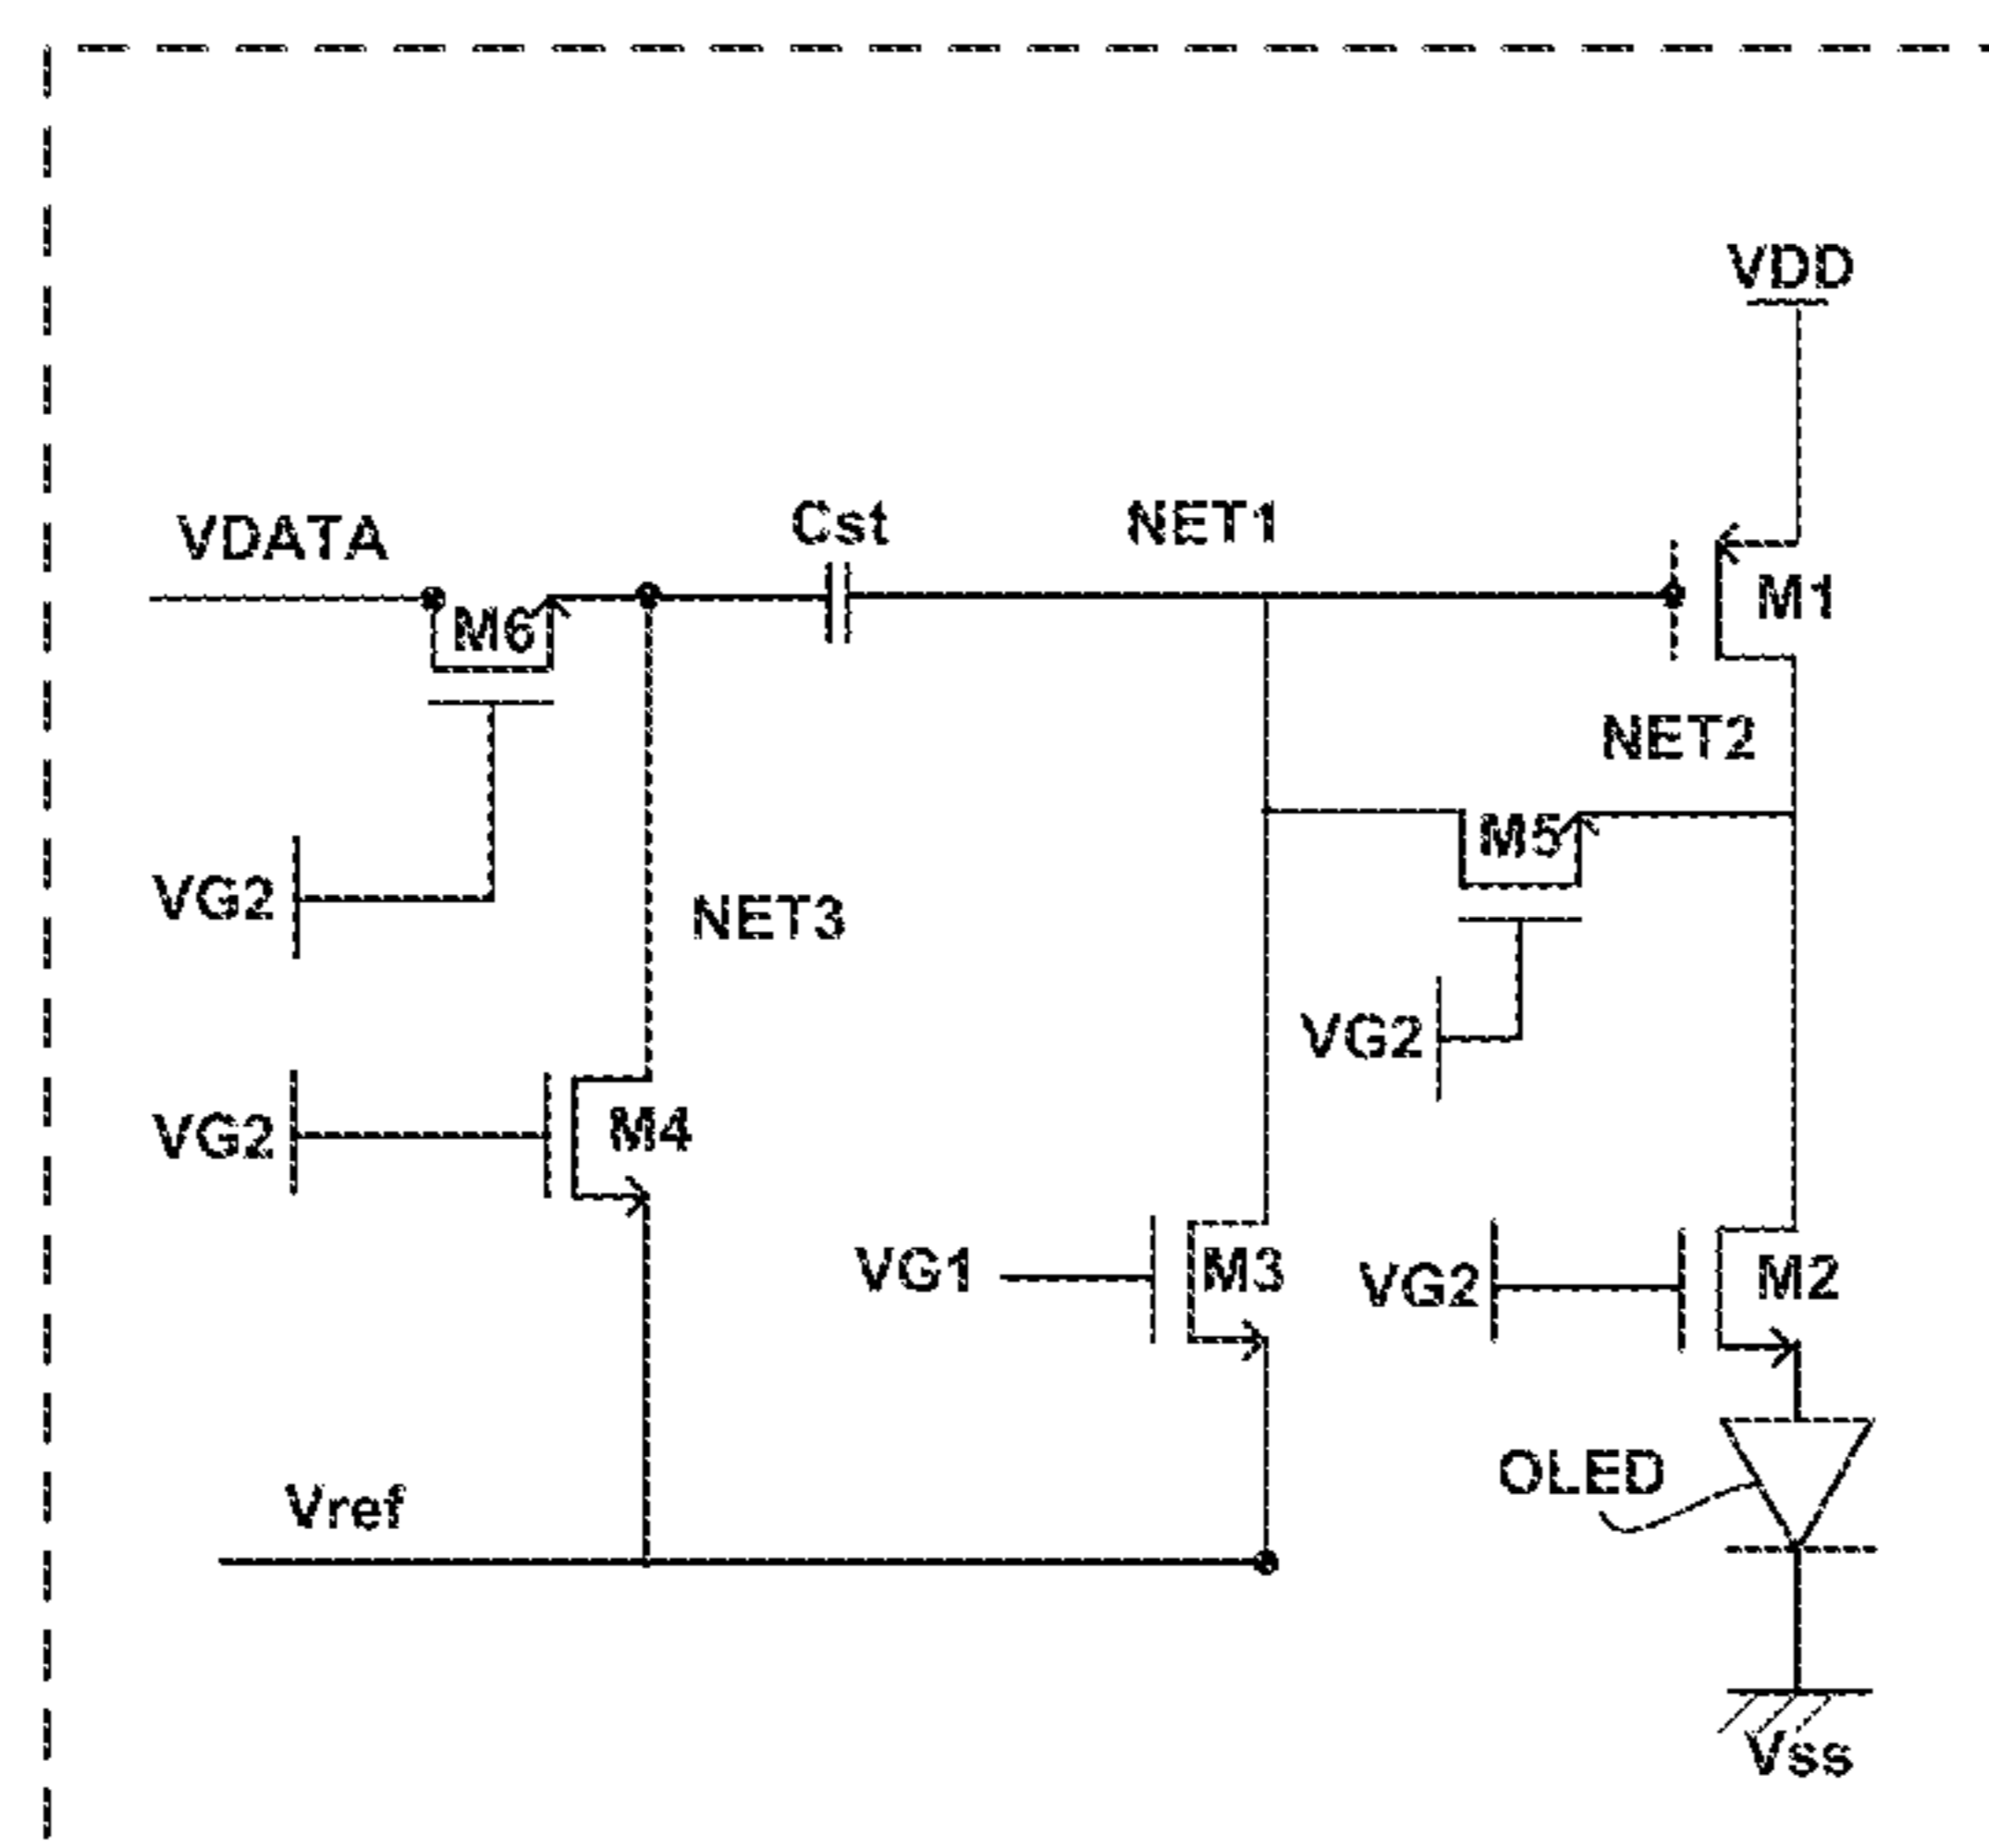 VDD
VDATA
Cst
NET1
M6
M1
NET2
M5
VG2
NET3
VG2
VG2
M4
VG1
M3
VG2
M2
OLED
Vref
Vss